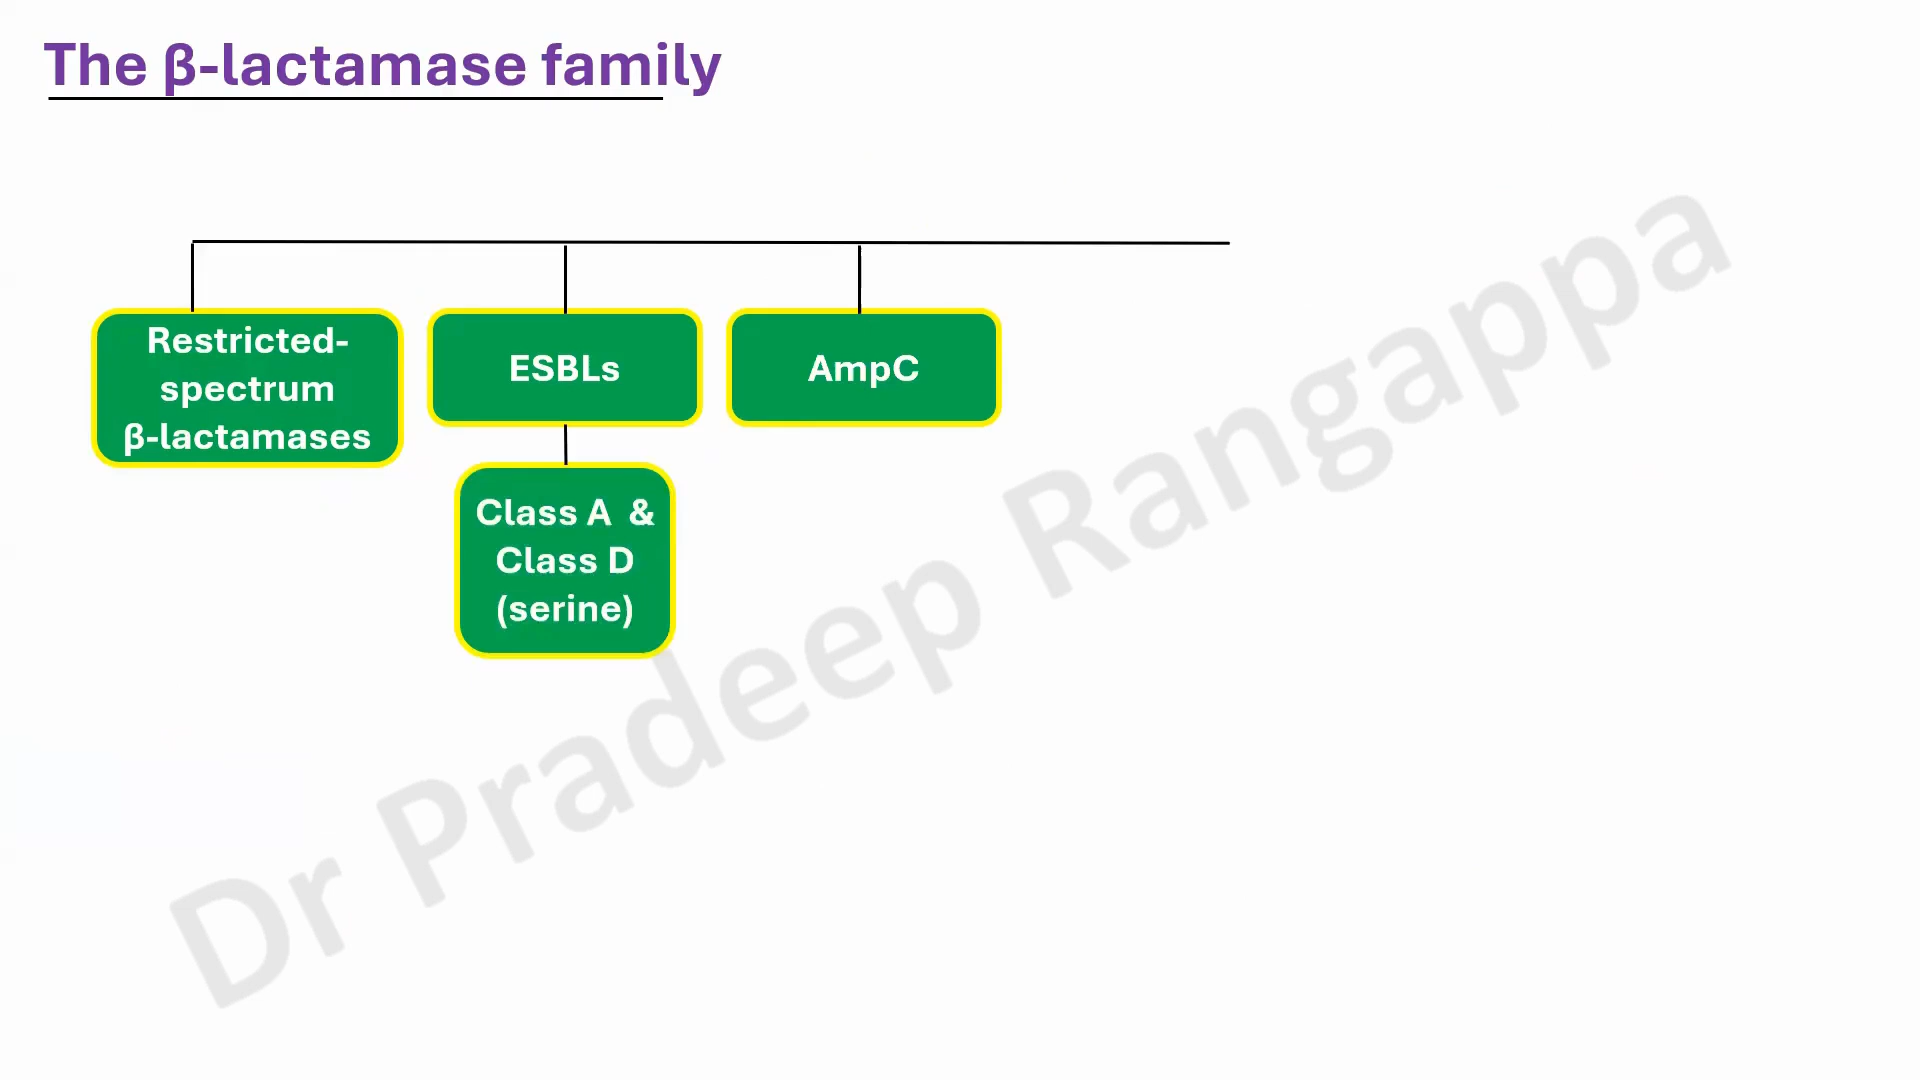 The β-lactamase family
Restricted-
spectrum
β-lactamases
ESBLs
AmpC
Class A & 
Class D
(serine)
Dr Pradeep Rangappa